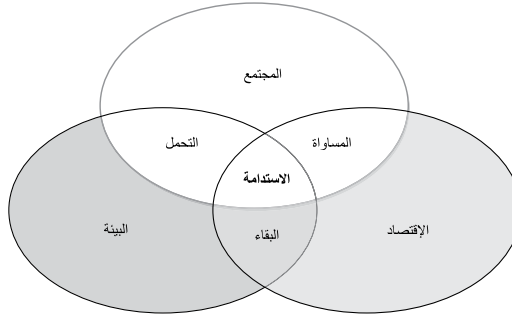 المجتمع
المساواة
التحمل
الاستدامة
الإقتصاد
البقاء
البيئة